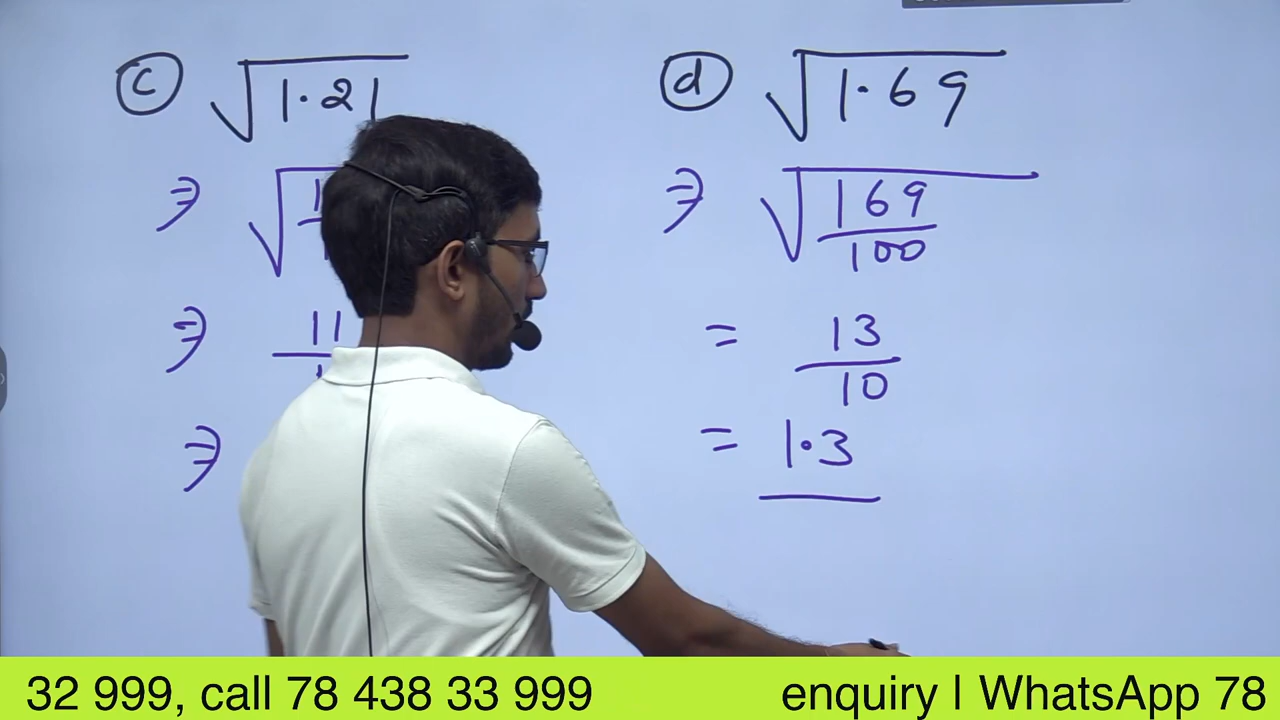 c √1.21
⇒ √1
⇒ 11
⇒
d √1.69
⇒ √169/100
= 13/10
= 1.3
32 999, call 78 438 33 999 enquiry I WhatsApp 78